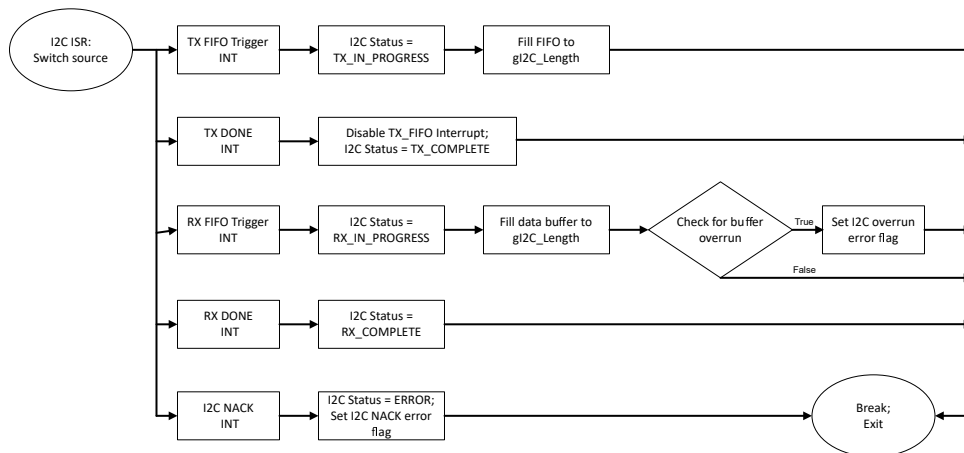 I2C ISR:
Switch source
TX FIFO Trigger
INT
I2C Status =
TX_IN_PROGRESS
Fill FIFO to
gI2C_Length
TX DONE
INT
Disable TX_FIFO Interrupt;
I2C Status = TX_COMPLETE
RX FIFO Trigger
INT
I2C Status =
RX_IN_PROGRESS
Fill data buffer to
gI2C_Length
Check for buffer
overrun
True
False
Set I2C overrun
error flag
RX DONE
INT
I2C Status =
RX_COMPLETE
I2C NACK
INT
I2C Status = ERROR;
Set I2C NACK error
flag
Break;
Exit